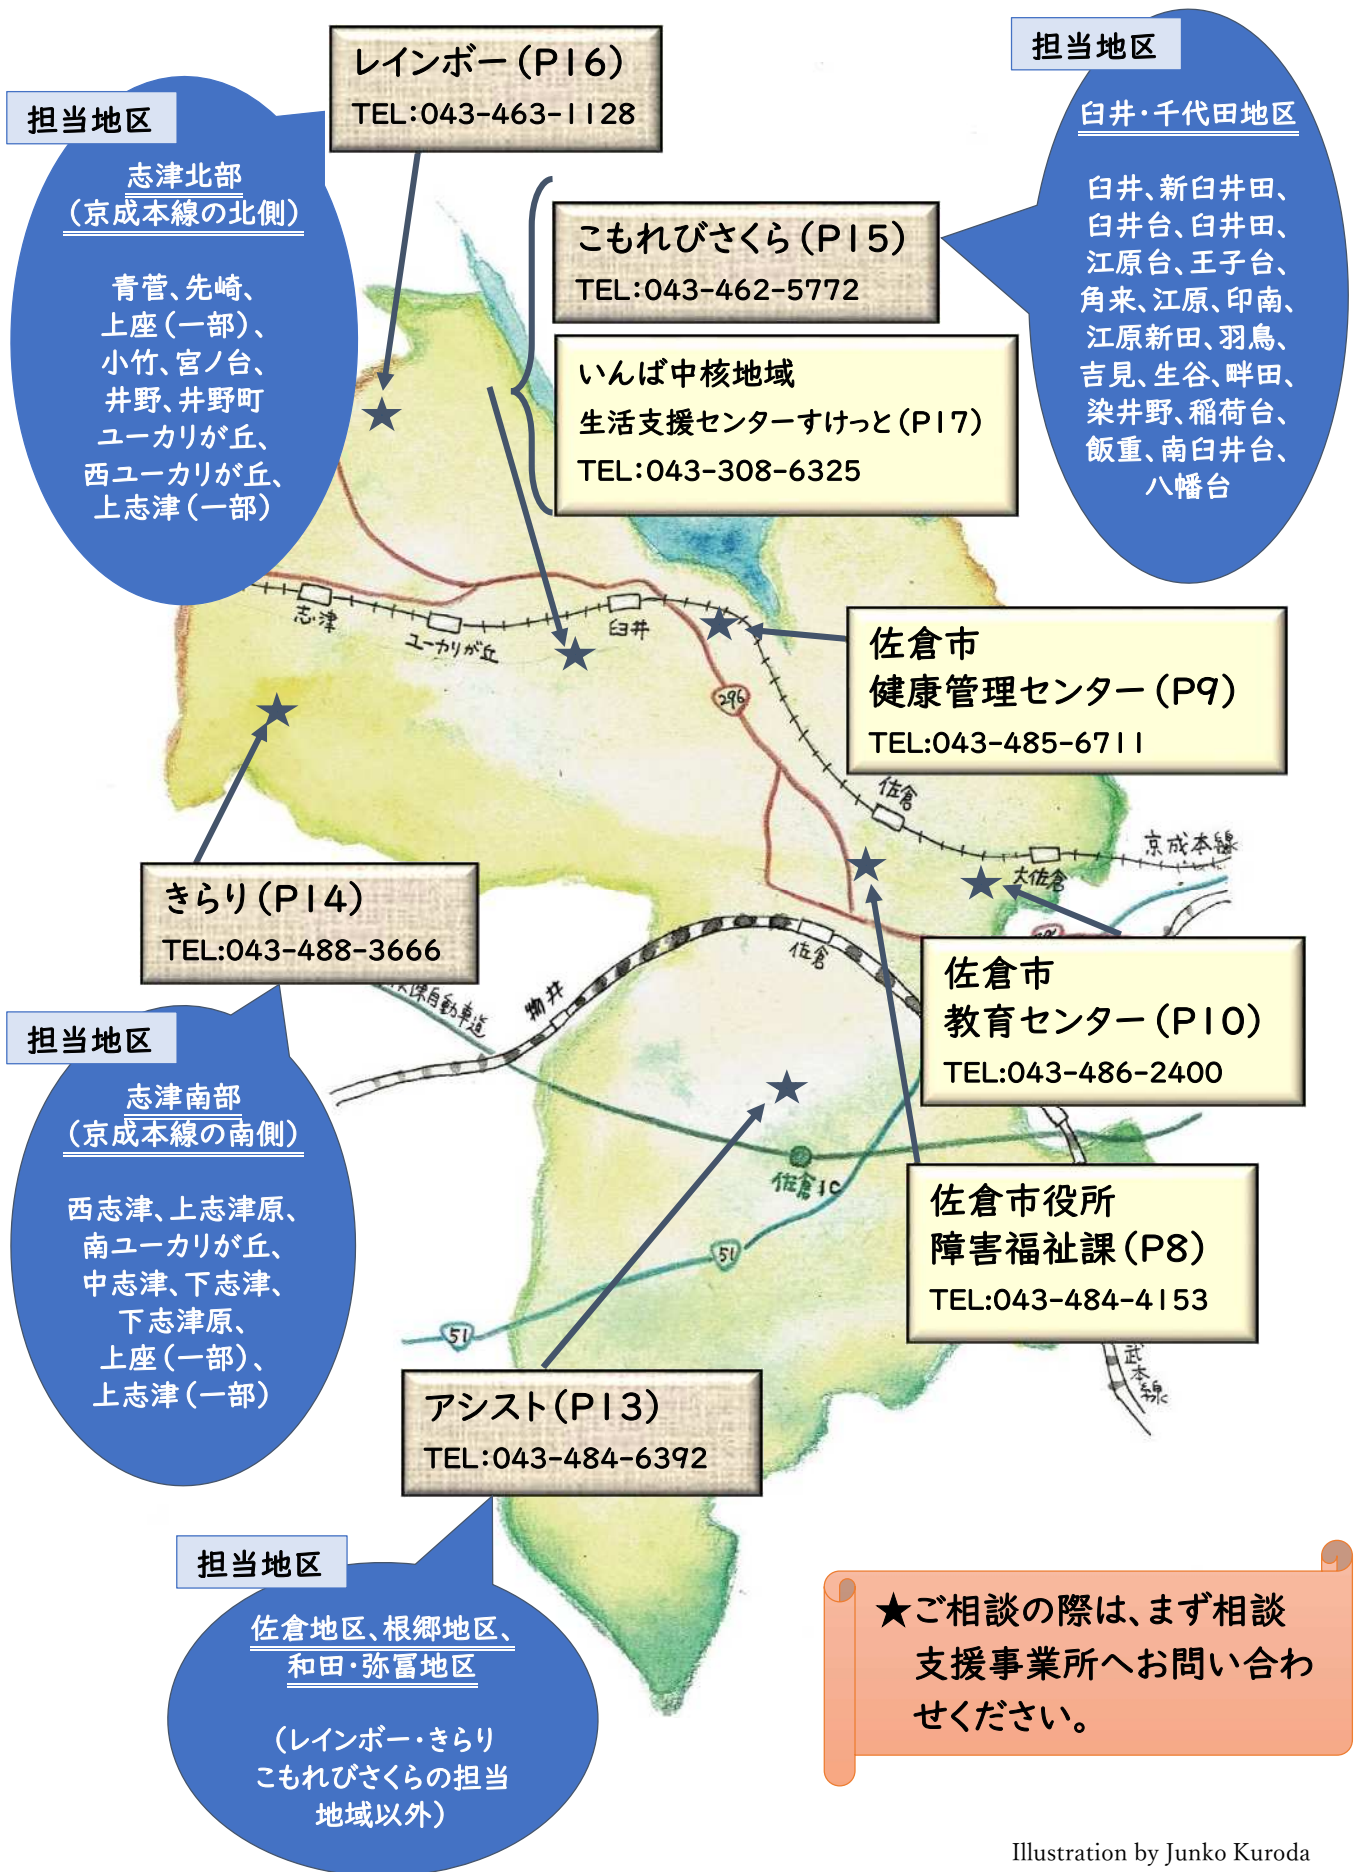 レインボー（P16）
TEL：043-463-1128
担当地区
志津北部
（京成本線の北側）
青菅、先崎、
上座（一部）、
小竹、宮ノ台、
井野、井野町
ユーカリが丘、
西ユーカリが丘、
上志津（一部）
担当地区
臼井・千代田地区
臼井、新臼井田、
臼井台、臼井田、
江原台、王子台、
角来、江原、印南、
江原新田、羽鳥、
吉見、生谷、畔田、
染井野、稲荷台、
飯重、南臼井台、
八幡台
こもれびさくら（P15）
TEL：043-462-5772
いんば中核地域
生活支援センターすけっと（P17）
TEL：043-308-6325
志津
ユーカリが丘
臼井
296
佐倉市
健康管理センター（P9）
TEL:043-485-6711
佐倉
京成本線
大佐倉
きらり（P14）
TEL:043-488-3666
佐倉
物井
自動車道
佐倉市
教育センター（P10）
TEL:043-486-2400
担当地区
志津南部
（京成本線の南側）
西志津、上志津原、
南ユーカリが丘、
中志津、下志津、
下志津原、
上座（一部）、
上志津（一部）
佐倉IC
51
51
佐倉市役所
障害福祉課（P8）
TEL:043-484-4153
武本線
アシスト（P13）
TEL：043-484-6392
担当地区
佐倉地区、根郷地区、
和田・弥冨地区
（レインボー・きらり
こもれびさくらの担当
地域以外）
★ご相談の際は、まず相談
支援事業所へお問い合わ
せください。
Illustration by Junko Kuroda